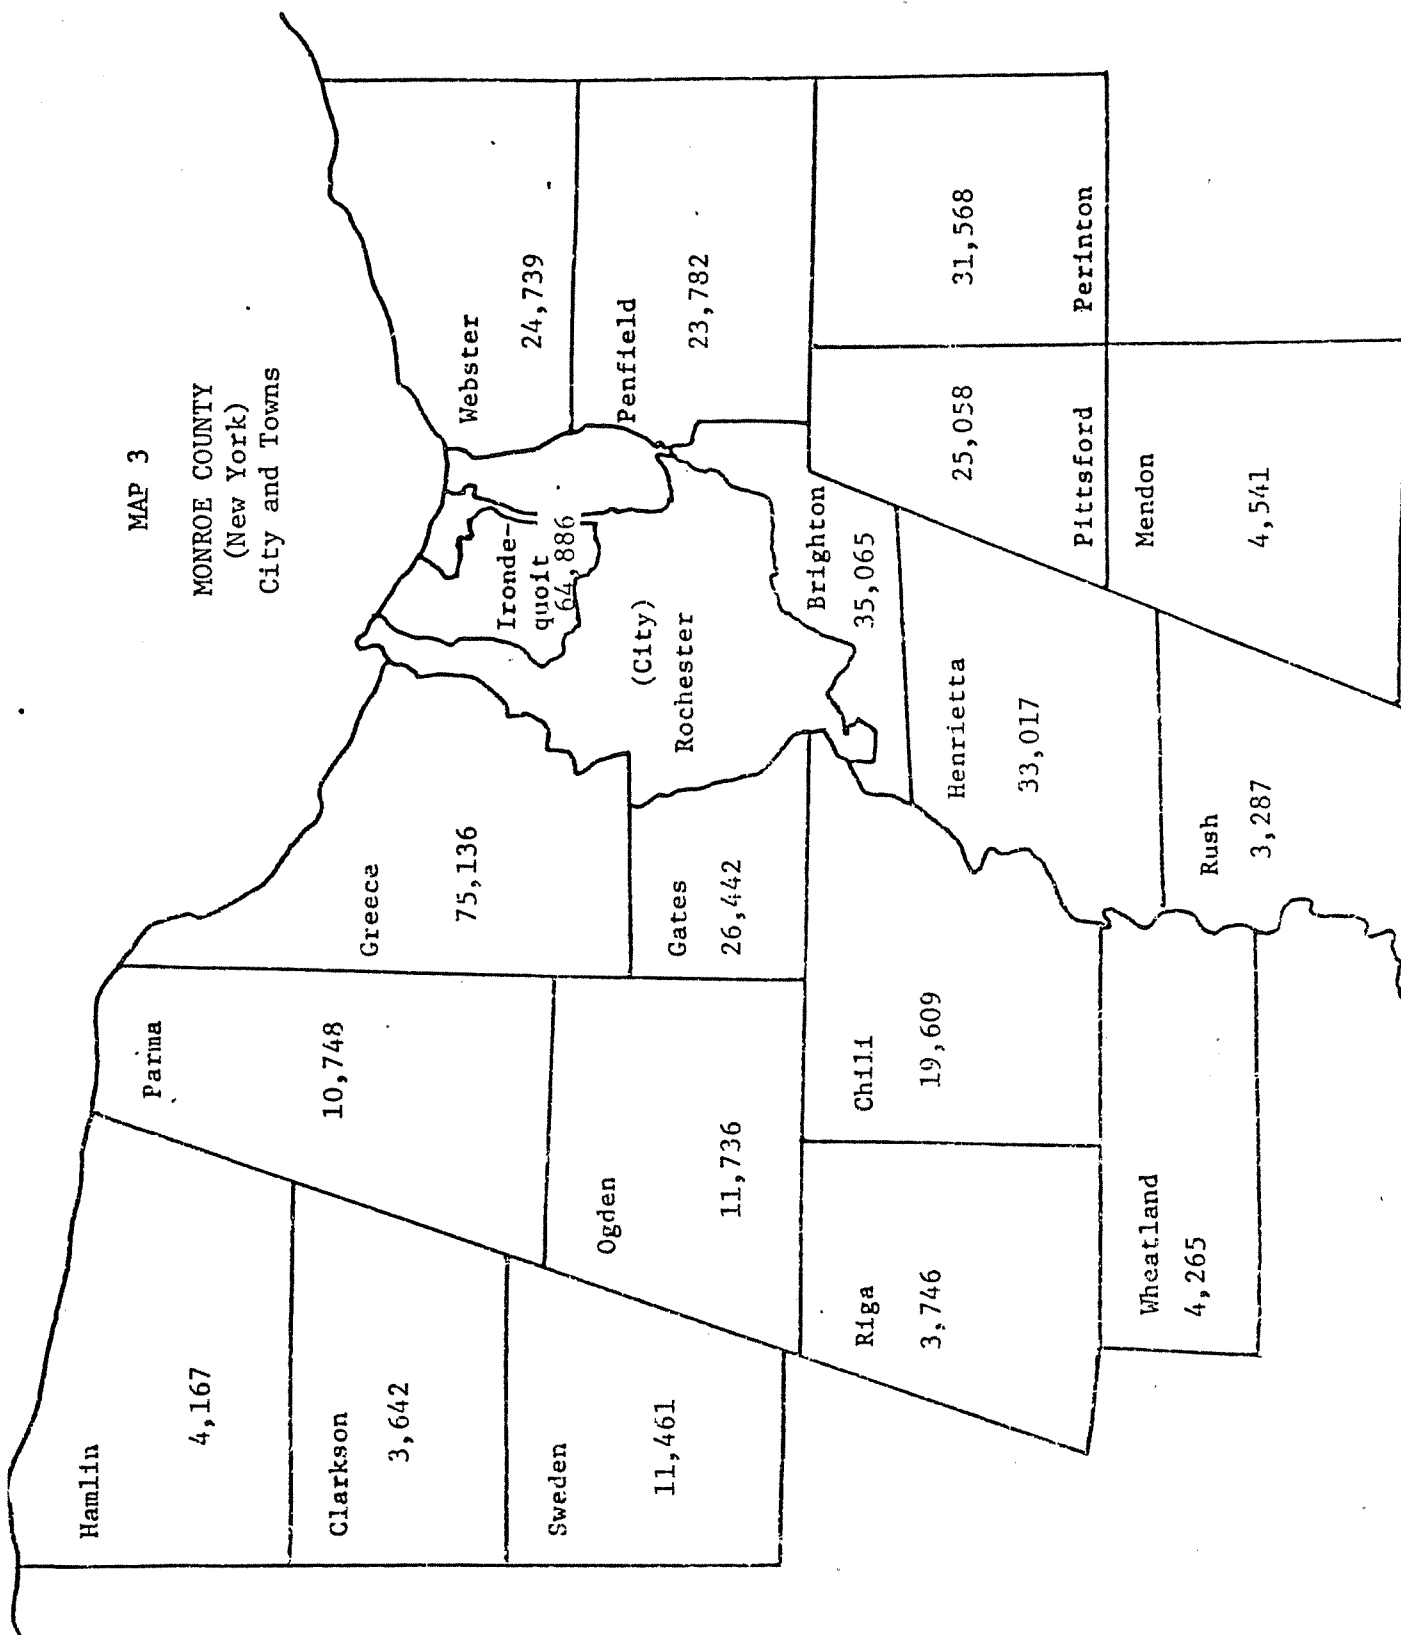 MAP 3
MONROE COUNTY
(New York)
City and Towns
Hamlin
4,167
Clarkson
3,642
Sweden
11,461
Parma
10,748
Ogden
11,736
Riga
3,746
Wheatland
4,265
Chili
19,609
Greece
75,136
Gates
26,442
(City)
Rochester
Ironde-
quoit
64,886
Brighton
35,065
Henrietta
33,017
Rush
3,287
Webster
24,739
Penfield
23,782
25,058
Pittsford
31,568
Perinton
Mendon
4,541